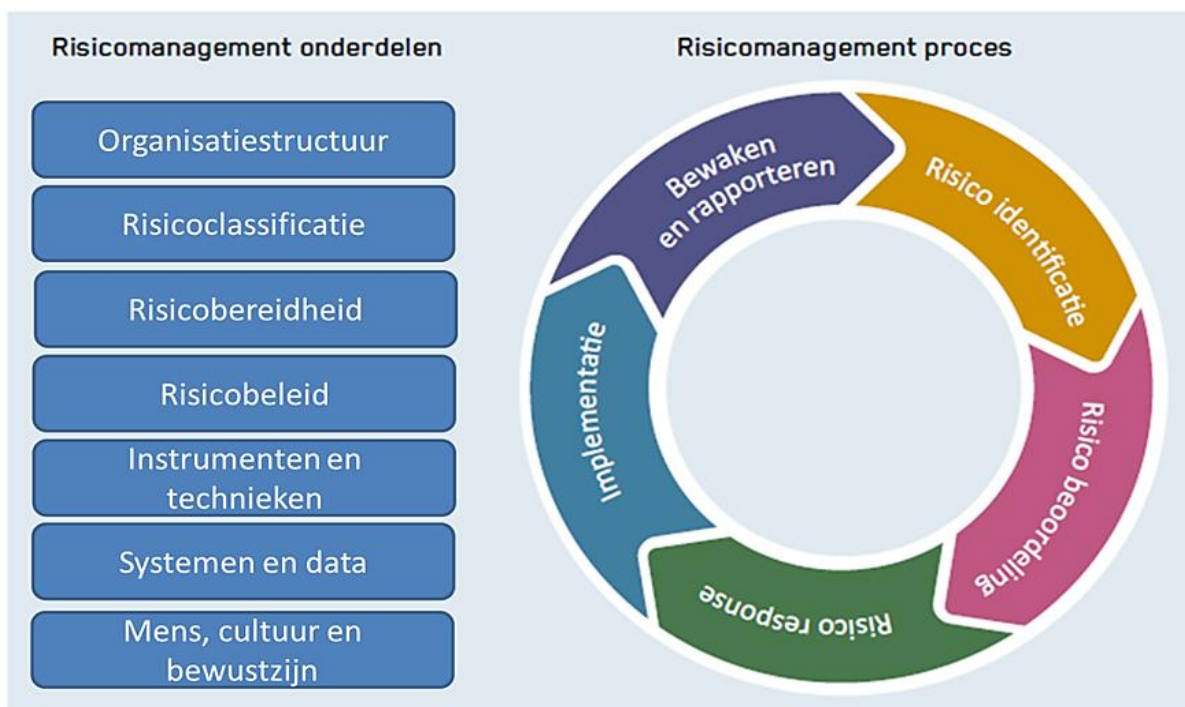 Risicomanagement onderdelen
Organisatiestructuur
Risicoclassificatie
Risicobereidheid
Risicobeleid
Instrumenten en
technieken
Systemen en data
Mens, cultuur en
bewustzijn
Risicomanagement proces
Bewaken
en rapporteren
Risico identificatie
Risico beoordeling
Risico response
Implementatie